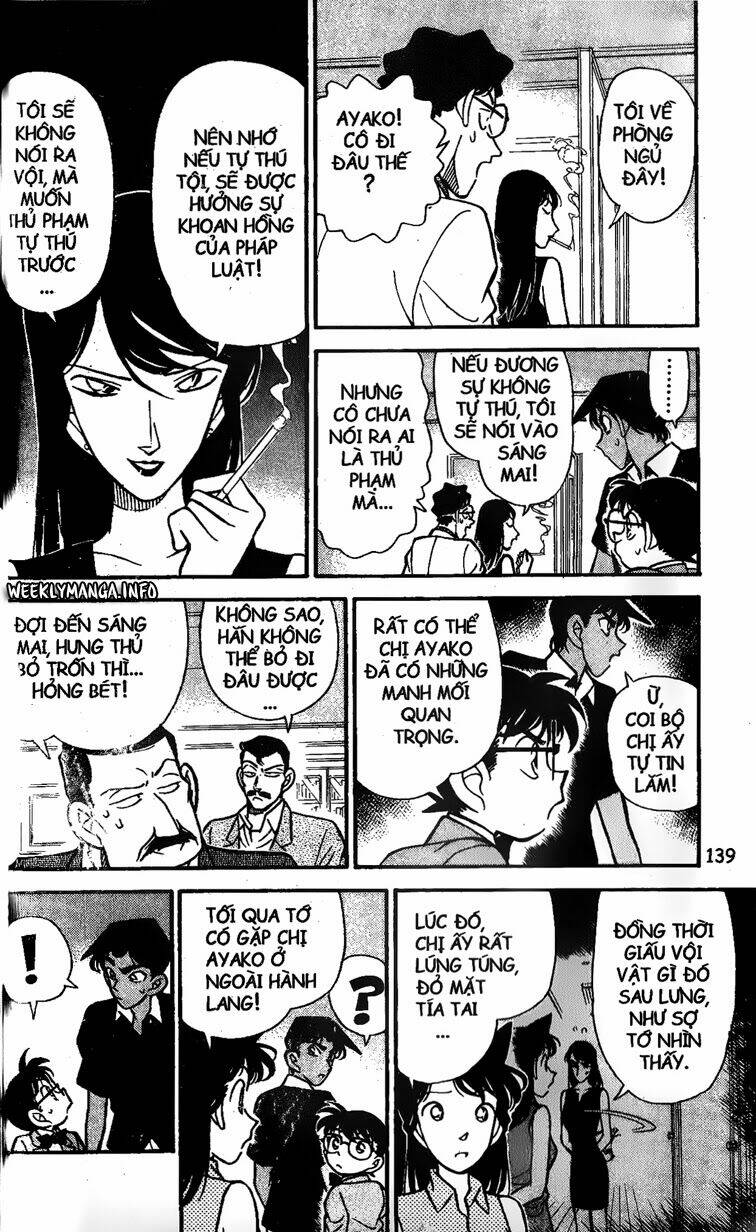 TÔI VỀ
PHÒNG
NGỦ
ĐÂY!
AYAKO!
CÔ ĐI
ĐÂU THẾ
?
.........
NẾU ĐƯƠNG
SỰ KHÔNG
TỰ THÚ, TÔI
SẼ NÓI VÀO
SÁNG
MAI!
NHƯNG
CÔ CHƯA
NÓI RA AI
LÀ THỦ
PHẠM
MÀ...
NÊN NHỚ
NẾU TỰ THÚ
TỘI, SẼ ĐƯỢC
HƯỞNG SỰ
KHOAN HỒNG
CỦA PHÁP
LUẬT!
TÔI SẼ
KHÔNG
NÓI RA
VỘI, MÀ
MUỐN
THỦ PHẠM
TỰ THÚ
TRƯỚC
...
WEEKLYMANGA.INFO
Ừ,
COI BỘ
CHỊ ẤY
TỰ TIN
LẮM!
RẤT CÓ THỂ
CHỊ AYAKO
ĐÃ CÓ NHỮNG
MANH MỐI
QUAN
TRỌNG.
KHÔNG SAO,
HẮN KHÔNG
THỂ BỎ ĐI
ĐÂU ĐƯỢC
...
ĐỢI ĐẾN SÁNG
MAI, HUNG THỦ
BỎ TRỐN THÌ...
HỎNG BÉT!
139
ĐỒNG THỜI
GIẤU VỘI
VẬT GÌ ĐÓ
SAU LƯNG,
NHƯ SỢ
TỚ NHÌN
THẤY.
LÚC ĐÓ,
CHỊ ẤY RẤT
LÚNG TÚNG,
ĐỎ MẶT
TÍA TAI
...
?
TỐI QUA TỚ
CÓ GẶP CHỊ
AYAKO Ở
NGOÀI HÀNH
LANG!
!